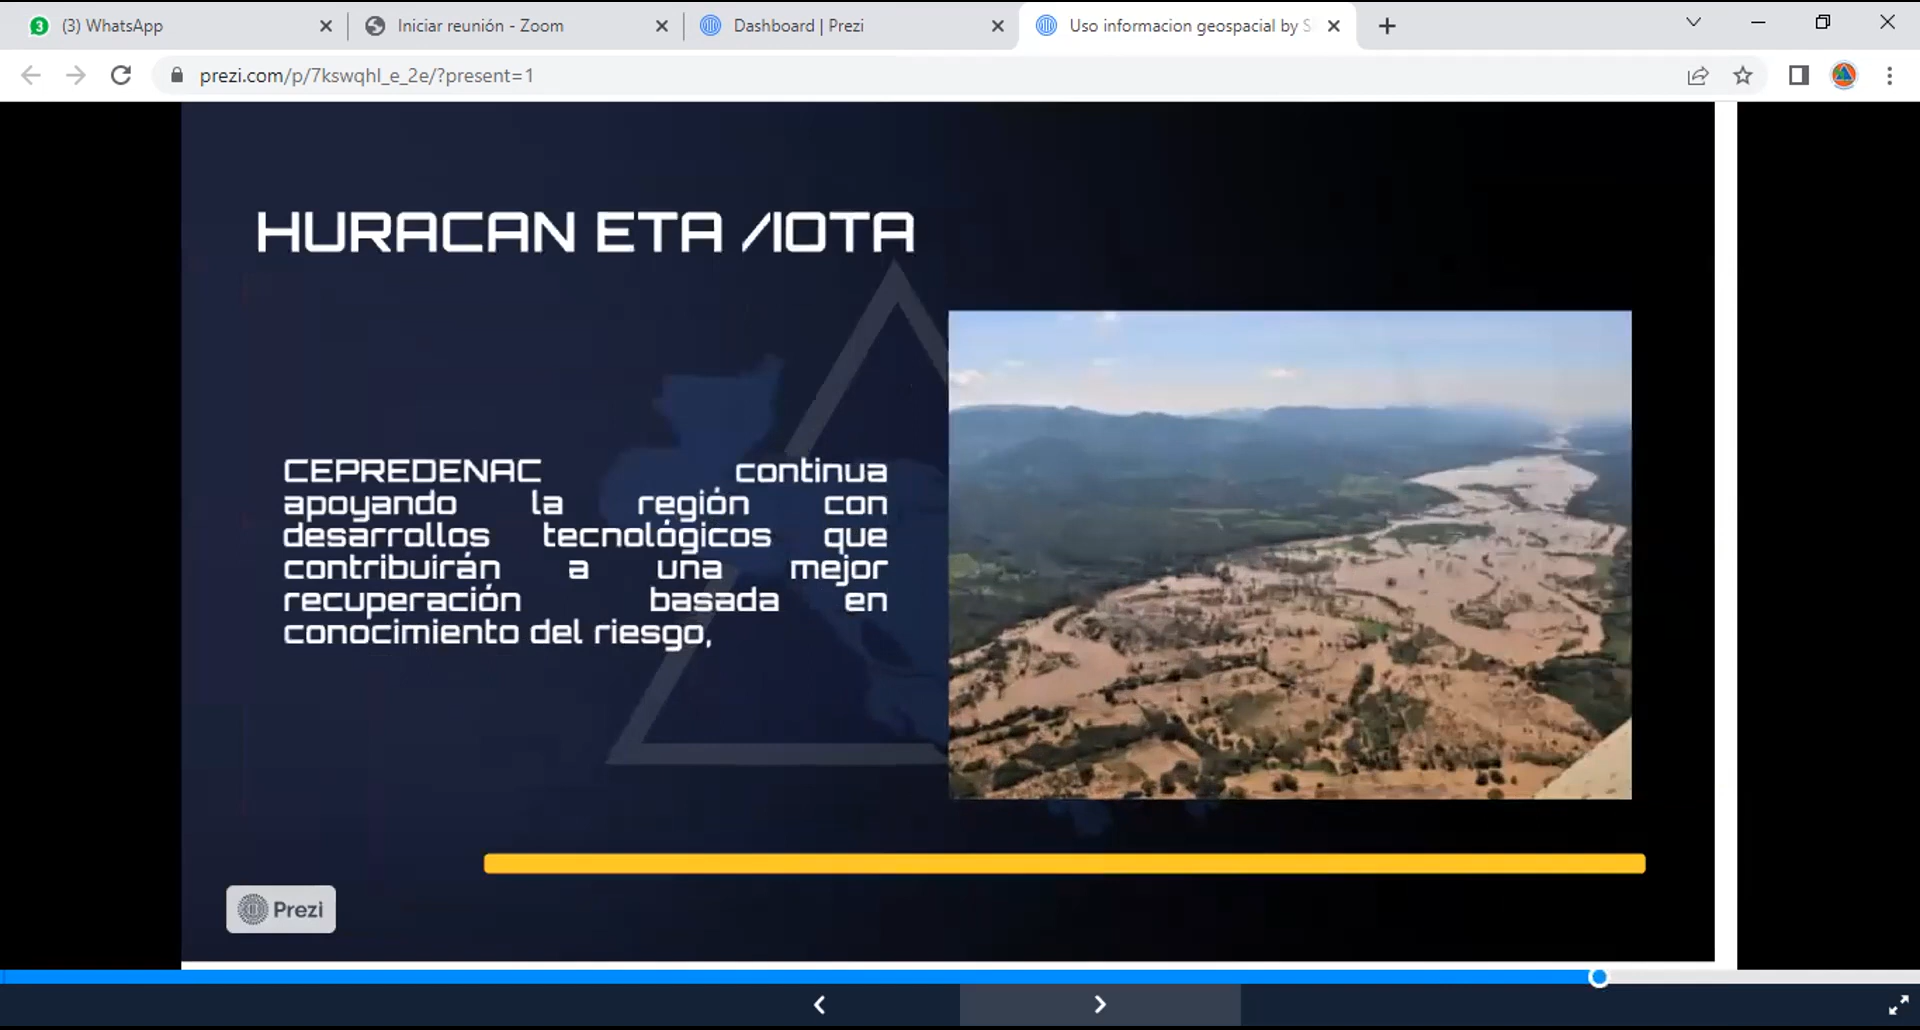 3 (3) WhatsApp
Iniciar reunión - Zoom
Dashboard | Prezi
Uso informacion geospacial by S
prezi.com/p/7kswqhl_e_2e/?present=1
HURACAN ETA /IOTA
CEPREDENAC continua
apoyando la región con
desarrollos tecnológicos que
contribuirán a una mejor
recuperación basada en
conocimiento del riesgo,
Prezi